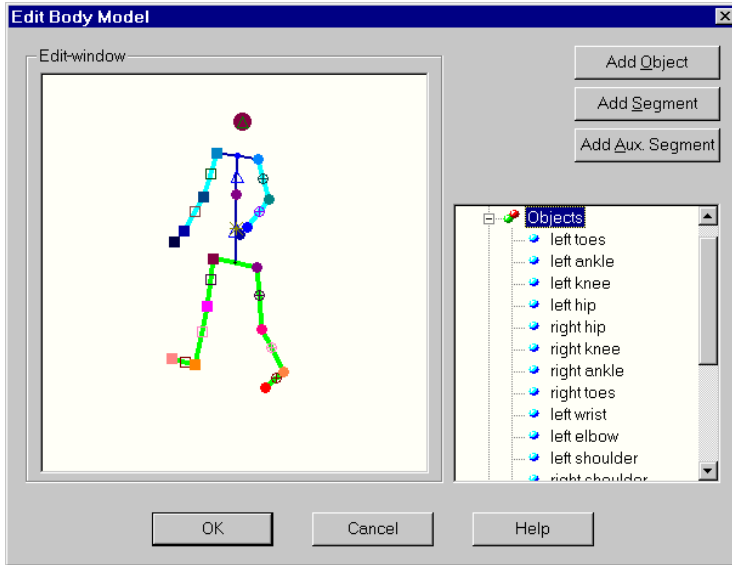 Edit Body Model
Edit-window
Add Object
Add Segment
Add Aux. Segment
Objects
left toes
left ankle
left knee
left hip
right hip
right knee
right ankle
right toes
left wrist
left elbow
left shoulder
right shoulder
OK
Cancel
Help